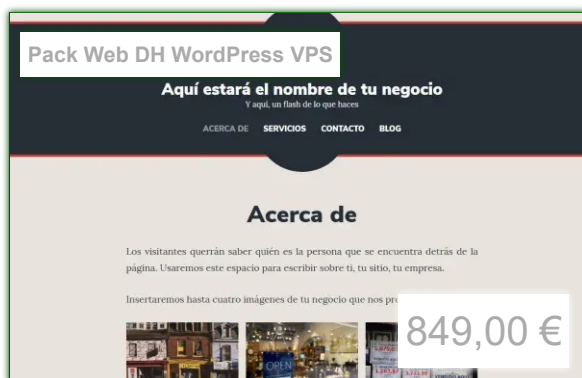 Pack Web DH WordPress VPS
Aquí estará el nombre de tu negocio
Y aquí, un flash de lo que haces
ACERCA DE SERVICIOS CONTACTO BLOG
Acerca de
Los visitantes querrán saber quién es la persona que se encuentra detrás de la
página. Usaremos este espacio para escribir sobre ti, tu sitio, tu empresa.
Insertaremos hasta cuatro imágenes de tu negocio que nos
849,00 €
OPEN